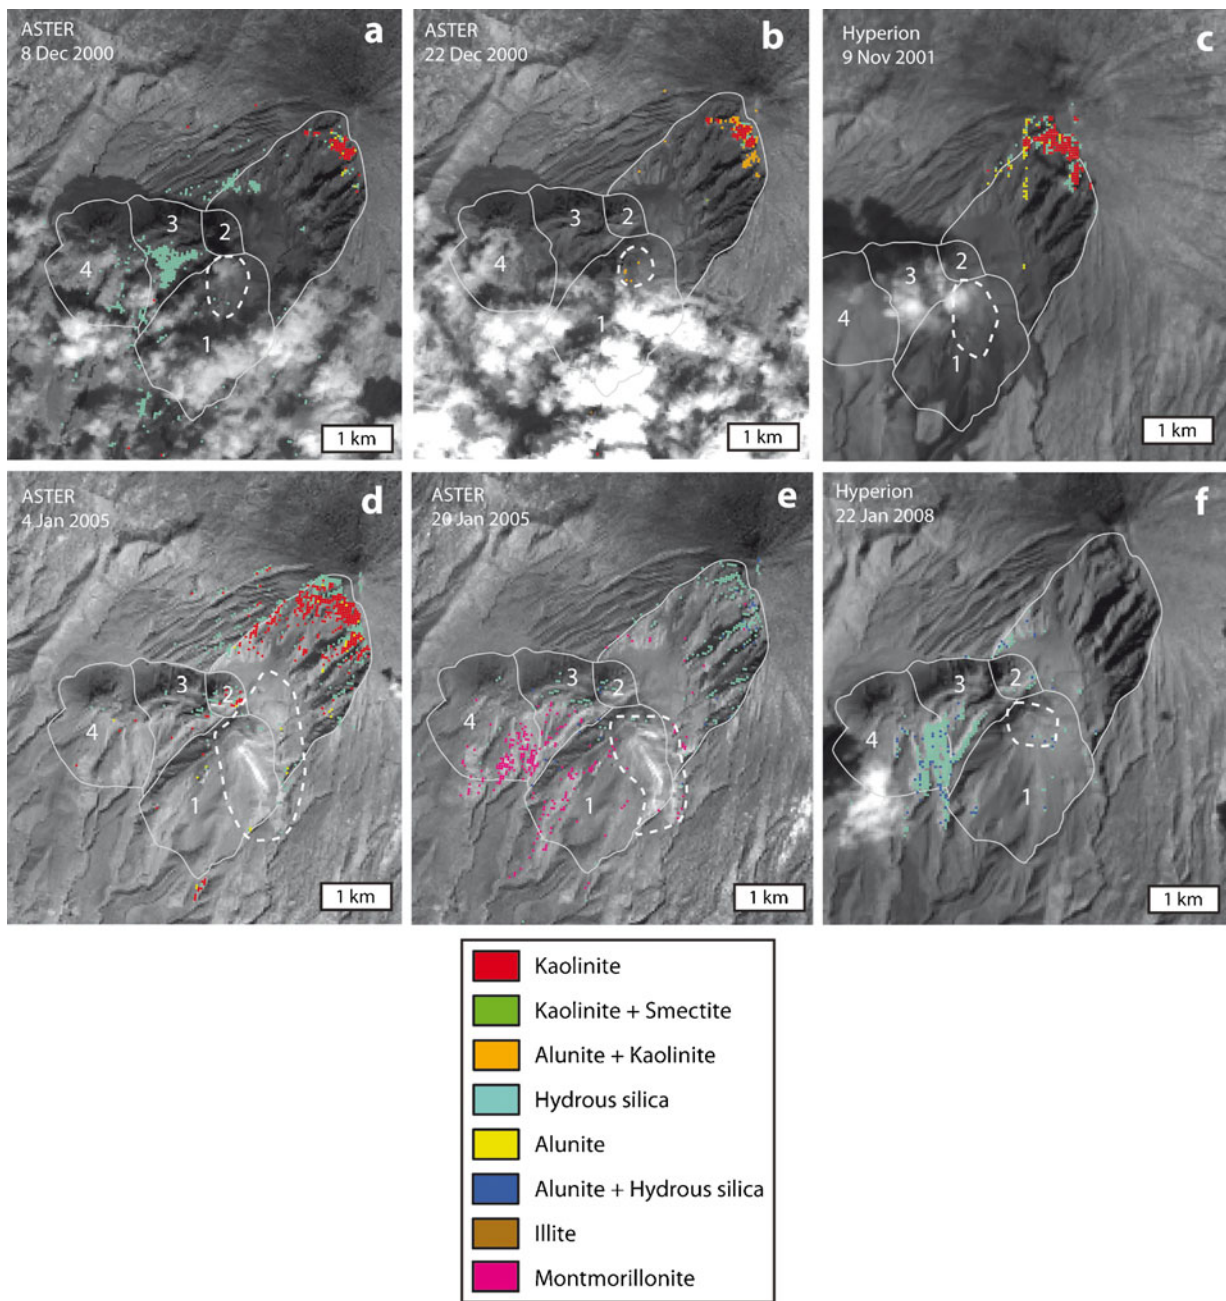 ASTER
8 Dec 2000
a
3
2
4
1
1 km
ASTER
22 Dec 2000
b
3
2
4
1
1 km
Hyperion
9 Nov 2001
c
2
3
4
1
1 km
ASTER
4 Jan 2005
d
3
2
4
1
1 km
ASTER
20 Jan 2005
e
3
2
4
1
1 km
Hyperion
22 Jan 2008
f
3
2
4
1
1 km
Kaolinite
Kaolinite + Smectite
Alunite + Kaolinite
Hydrous silica
Alunite
Alunite + Hydrous silica
Illite
Montmorillonite